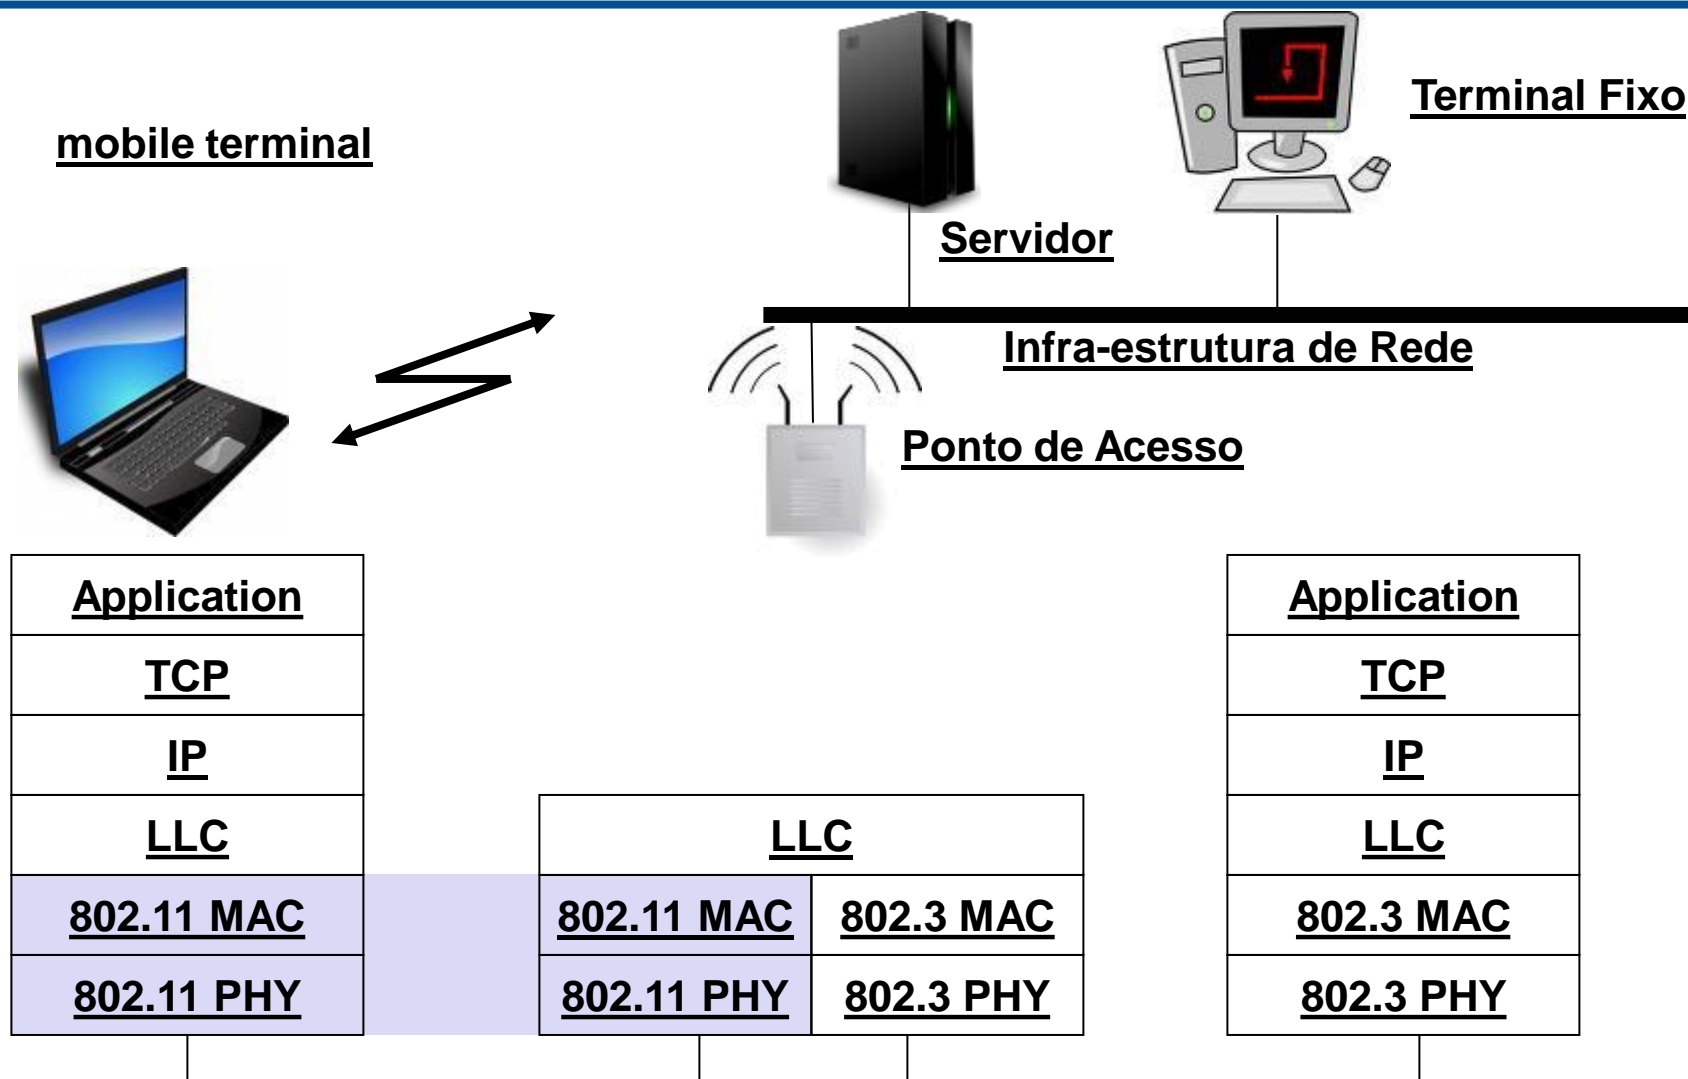 Terminal Fixo
mobile terminal
Servidor
Infra-estrutura de Rede
Ponto de Acesso
Application
Application
TCP
TCP
IP
IP
LLC
LLC
LLC
802.11 MAC
802.11 MAC
802.3 MAC
802.3 MAC
802.11 PHY
802.11 PHY
802.3 PHY
802.3 PHY